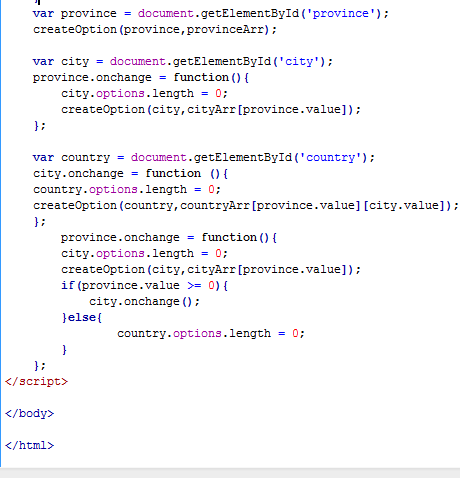 var province = document.getElementById('province');
createOption(province,provinceArr);
var city = document.getElementById('city');
province.onchange = function(){
city.options.length = 0;
createOption(city,cityArr[province.value]);
};
var country = document.getElementById('country');
city.onchange = function (){
country.options.length = 0;
createOption(country,countryArr[province.value][city.value]);
};
province.onchange = function(){
city.options.length = 0;
createOption(city,cityArr[province.value]);
if(province.value >= 0){
city.onchange();
}else{
country.options.length = 0;
}
};
</script>
</body>
</html>